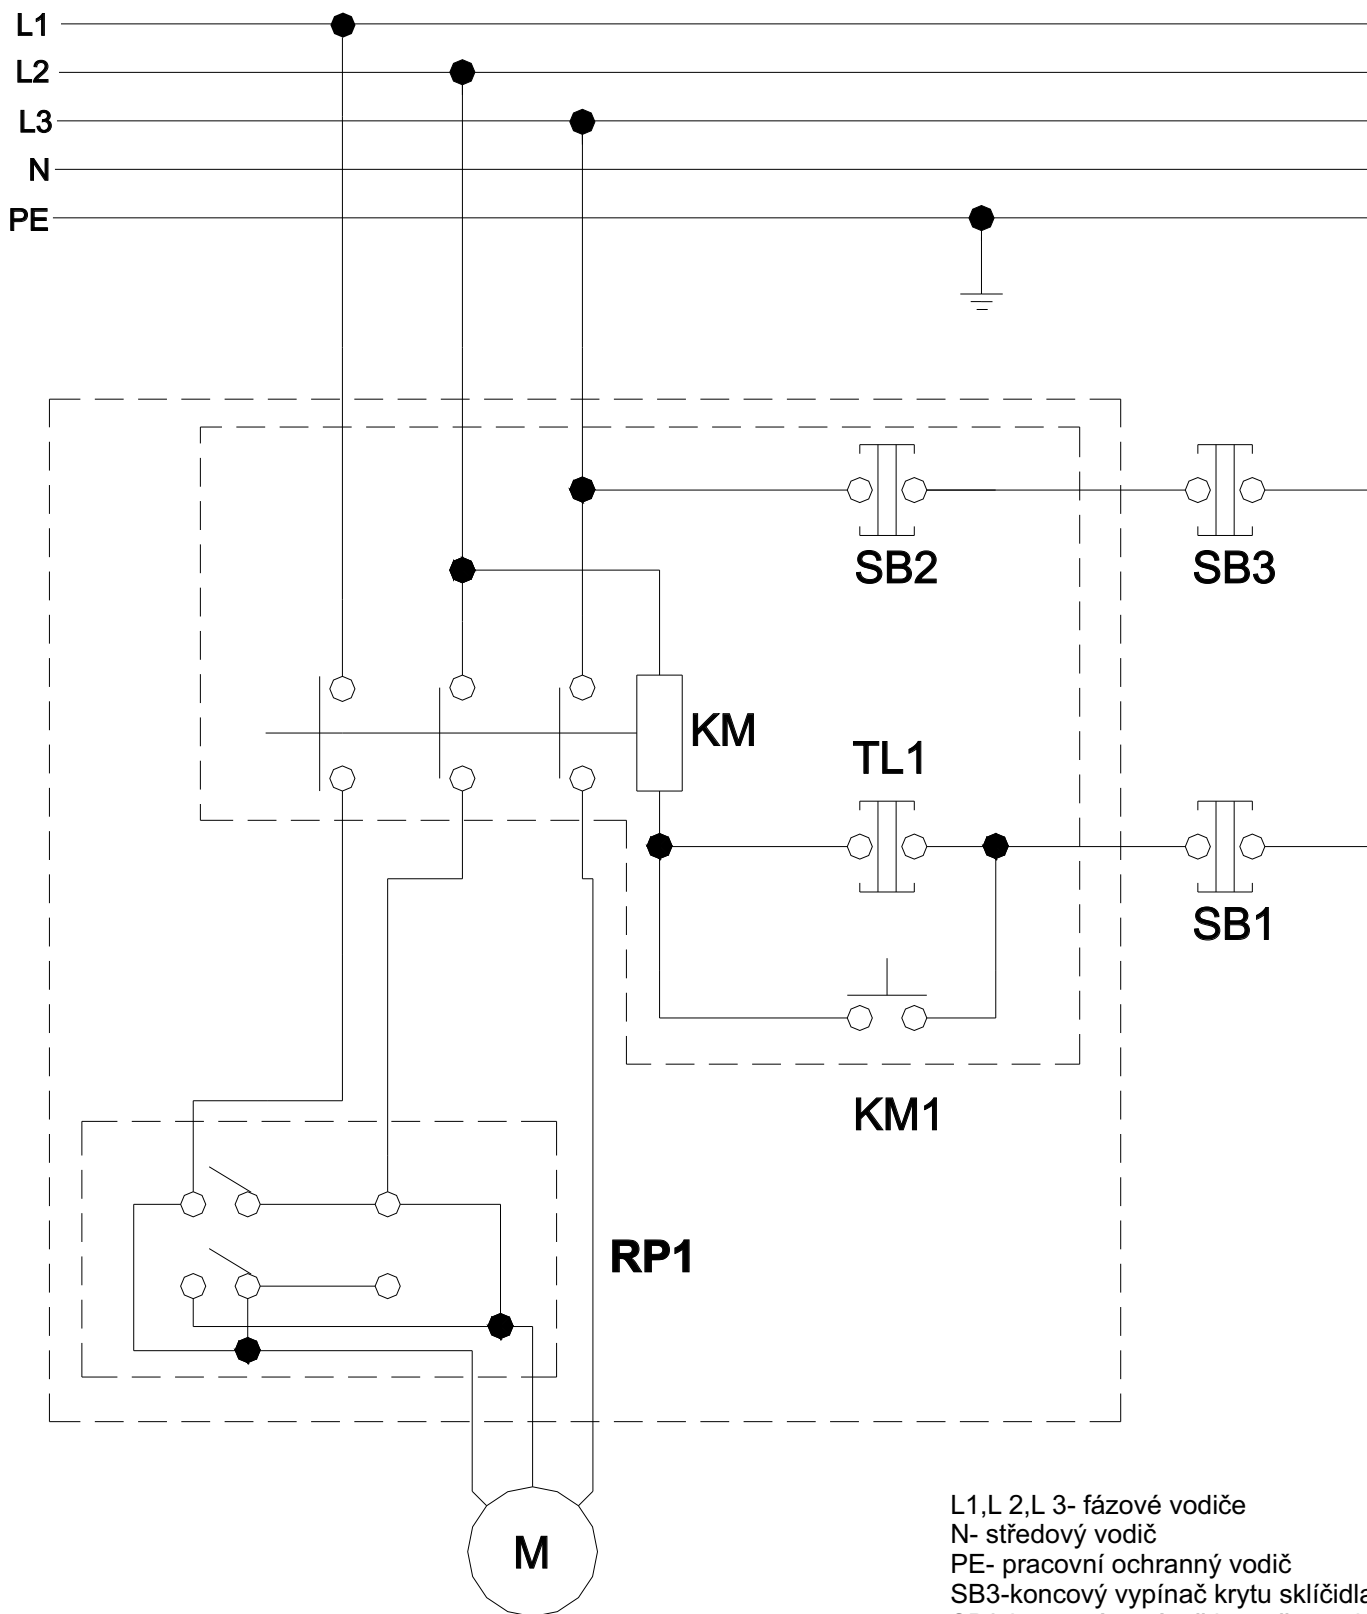 L1
L2
L3
N
PE
SB2
SB3
KM
TL1
SB1
KM1
RP1
M
L1,L 2,L 3- fázové vodiče
N- středový vodič
PE- pracovní ochranný vodič
SB3-koncový vypínač krytu sklíčidla